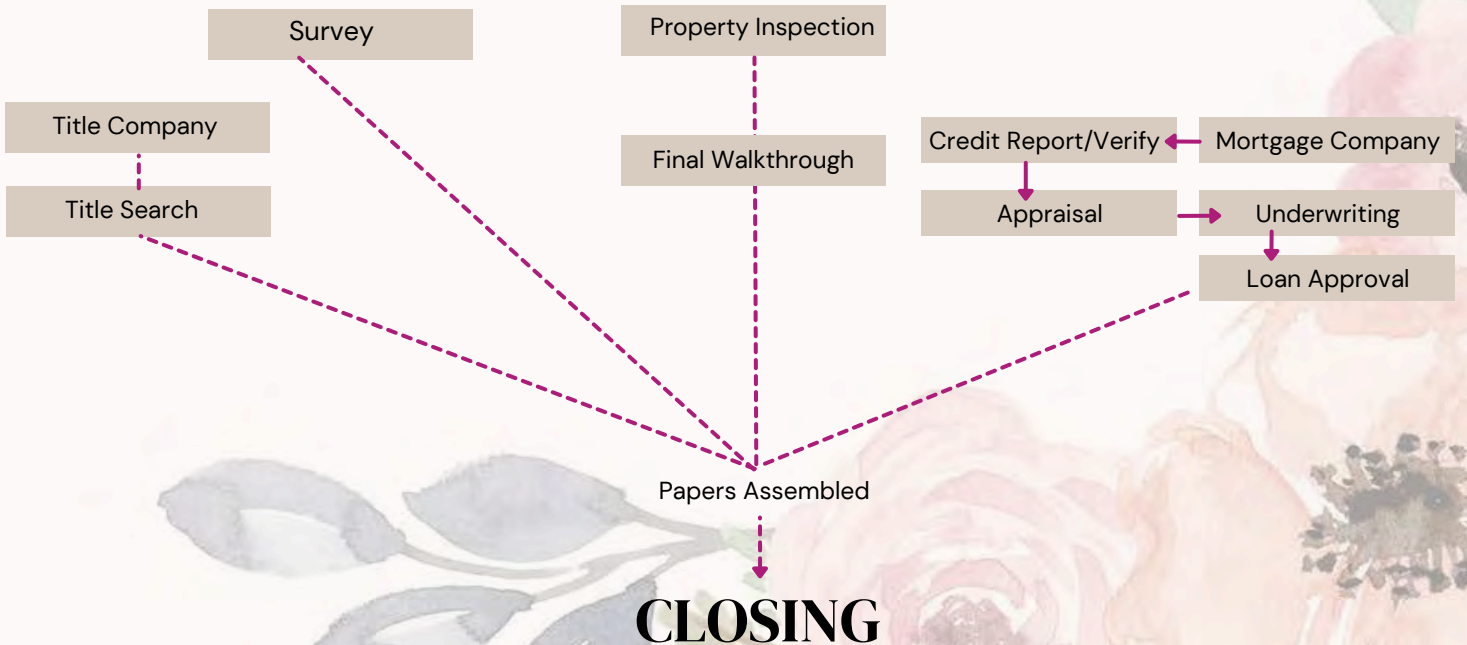 Survey
Property Inspection
Title Company
Final Walkthrough
Credit Report/Verify
Mortgage Company
Title Search
Appraisal
Underwriting
Loan Approval
Papers Assembled
CLOSING